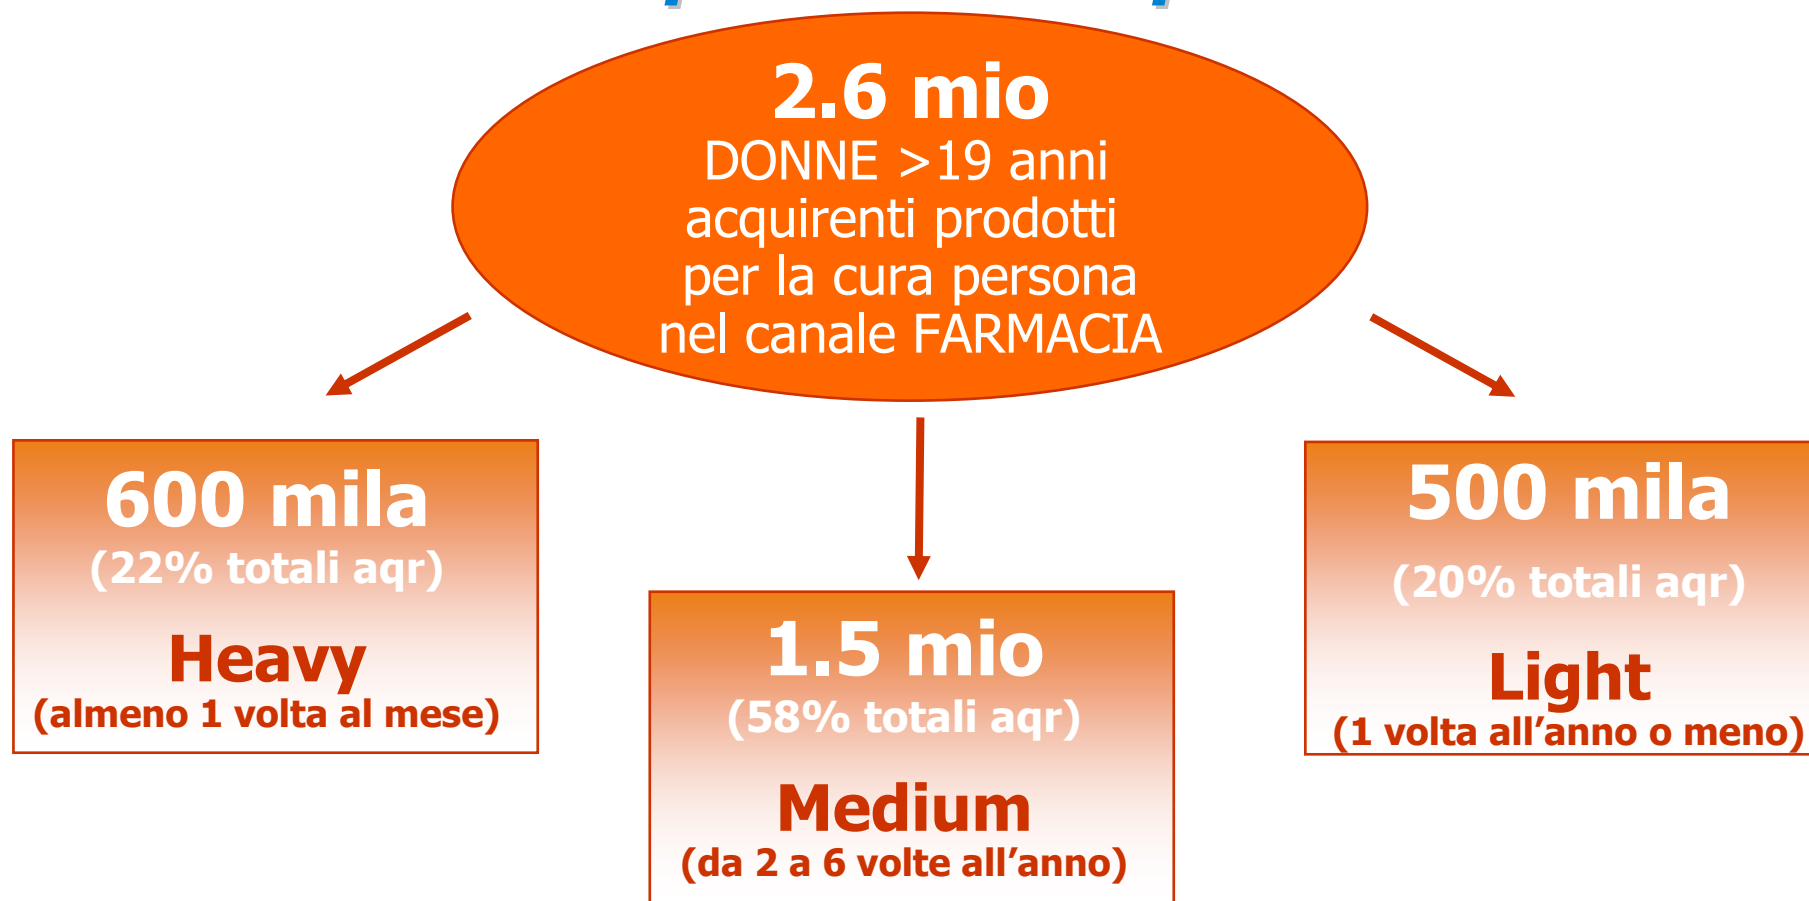 2.6 mio
DONNE >19 anni
acquirenti prodotti
per la cura persona
nel canale FARMACIA
600 mila
(22% totali aqr)
Heavy
(almeno 1 volta al mese)
1.5 mio
(58% totali aqr)
Medium
(da 2 a 6 volte all’anno)
500 mila
(20% totali aqr)
Light
(1 volta all’anno o meno)